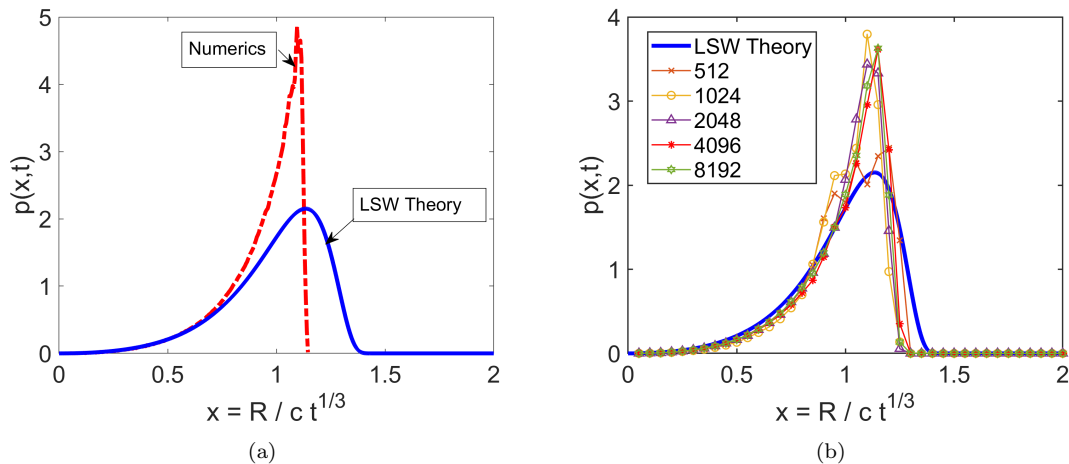 5
4
3
2
1
0
0
0.5
1
1.5
2
p(x,t)
x = R / c t^{1/3}
Numerics
LSW Theory
(a)
4
3
2
1
0
0
0.5
1
1.5
2
p(x,t)
x = R / c t^{1/3}
LSW Theory
512
1024
2048
4096
8192
(b)